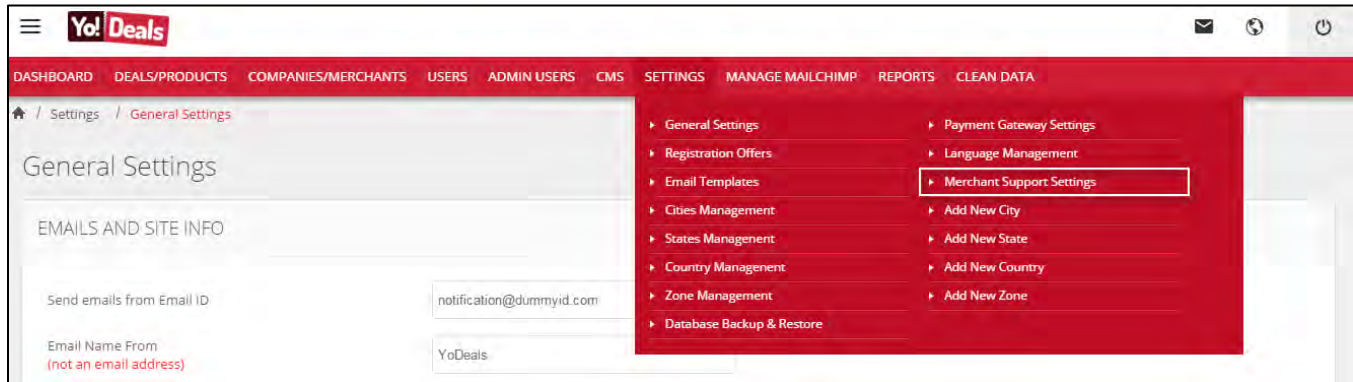 Yo! Deals
DASHBOARD DEALS/PRODUCTS COMPANIES/MERCHANTS USERS ADMIN USERS CMS SETTINGS MANAGE MAILCHIMP REPORTS CLEAN DATA
/ Settings / General Settings
General Settings
EMAILS AND SITE INFO
Send emails from Email ID
notification@dummyid.com
Email Name From
(not an email address)
YoDeals
General Settings
Registration Offers
Email Templates
Cities Management
States Management
Country Management
Zone Management
Database Backup & Restore
Payment Gateway Settings
Language Management
Merchant Support Settings
Add New City
Add New State
Add New Country
Add New Zone